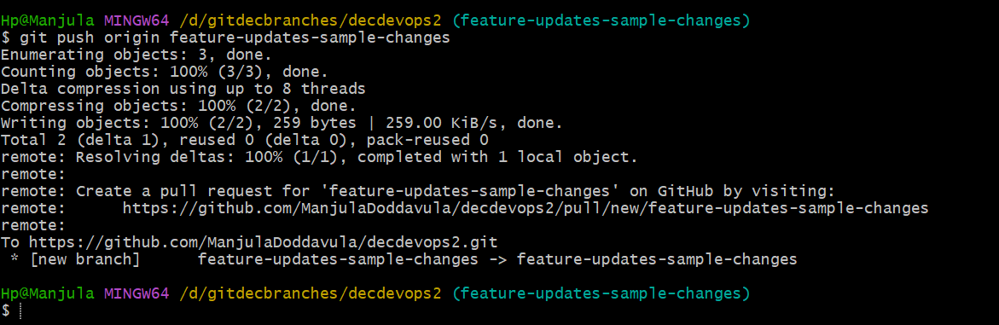 Hp@Manjula MINGW64 /d/gitdecbranches/decdevops2 (feature-updates-sample-changes)
$ git push origin feature-updates-sample-changes
Enumerating objects: 3, done.
Counting objects: 100% (3/3), done.
Delta compression using up to 8 threads
Compressing objects: 100% (2/2), done.
Writing objects: 100% (2/2), 259 bytes | 259.00 KiB/s, done.
Total 2 (delta 1), reused 0 (delta 0), pack-reused 0
remote: Resolving deltas: 100% (1/1), completed with 1 local object.
remote:
remote: Create a pull request for 'feature-updates-sample-changes' on GitHub by visiting:
remote:      https://github.com/ManjulaDoddavula/decdevops2/pull/new/feature-updates-sample-changes
remote:
To https://github.com/ManjulaDoddavula/decdevops2.git
 * [new branch]      feature-updates-sample-changes -> feature-updates-sample-changes
Hp@Manjula MINGW64 /d/gitdecbranches/decdevops2 (feature-updates-sample-changes)
$